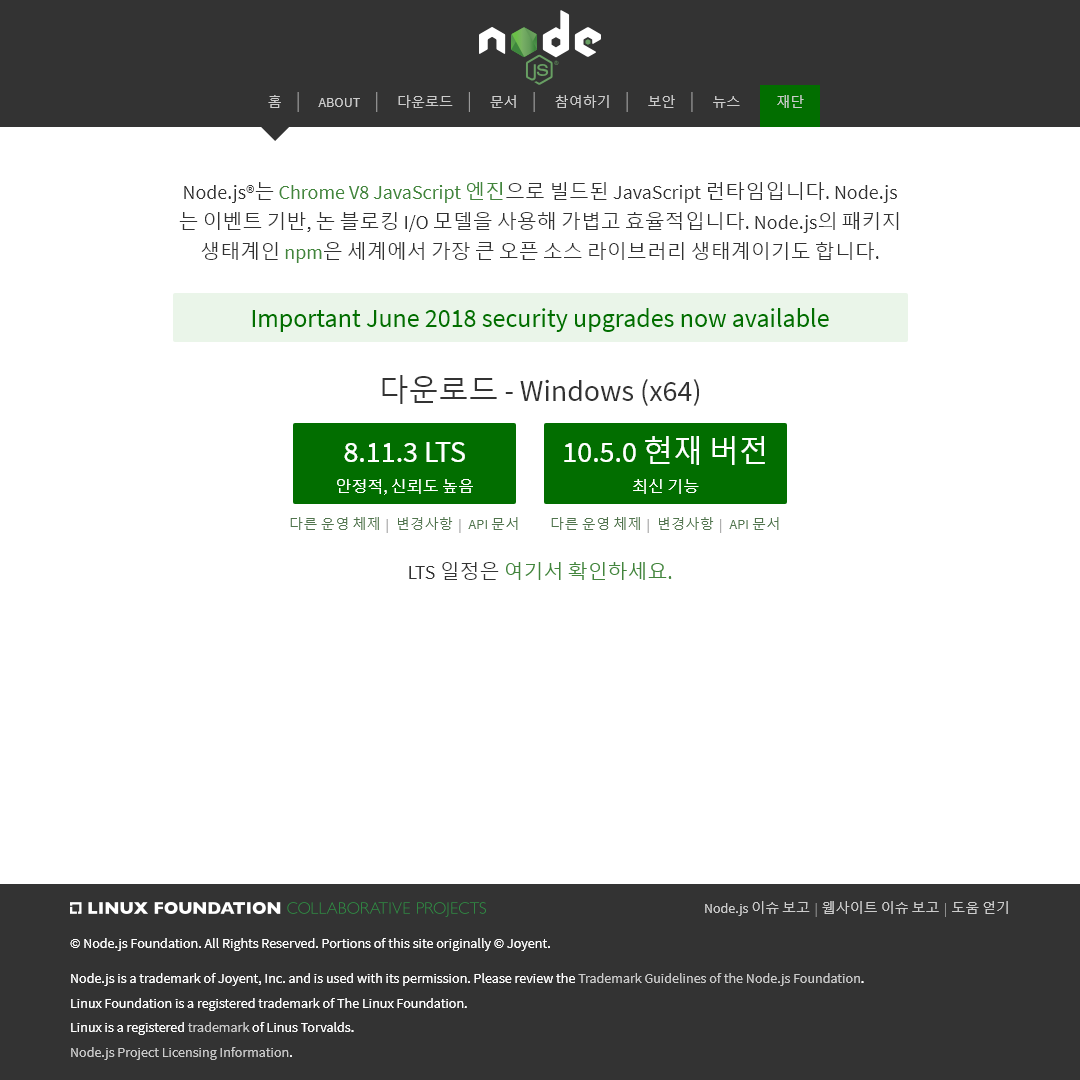 node
JS
홈 | ABOUT | 다운로드 | 문서 | 참여하기 | 보안 | 뉴스 재단
Node.js®는 Chrome V8 JavaScript 엔진으로 빌드된 JavaScript 런타임입니다. Node.js
는 이벤트 기반, 논 블로킹 I/O 모델을 사용해 가볍고 효율적입니다. Node.js의 패키지
생태계인 npm은 세계에서 가장 큰 오픈 소스 라이브러리 생태계이기도 합니다.
Important June 2018 security upgrades now available
다운로드 - Windows (x64)
8.11.3 LTS
안정적, 신뢰도 높음
10.5.0 현재 버전
최신 기능
다른 운영 체제 | 변경사항 | API 문서
다른 운영 체제 | 변경사항 | API 문서
LTS 일정은 여기서 확인하세요.
LINUX FOUNDATION COLLABORATIVE PROJECTS
Node.js 이슈 보고 | 웹사이트 이슈 보고 | 도움 얻기
© Node.js Foundation. All Rights Reserved. Portions of this site originally © Joyent.
Node.js is a trademark of Joyent, Inc. and is used with its permission. Please review the Trademark Guidelines of the Node.js Foundation.
Linux Foundation is a registered trademark of The Linux Foundation.
Linux is a registered trademark of Linus Torvalds.
Node.js Project Licensing Information.